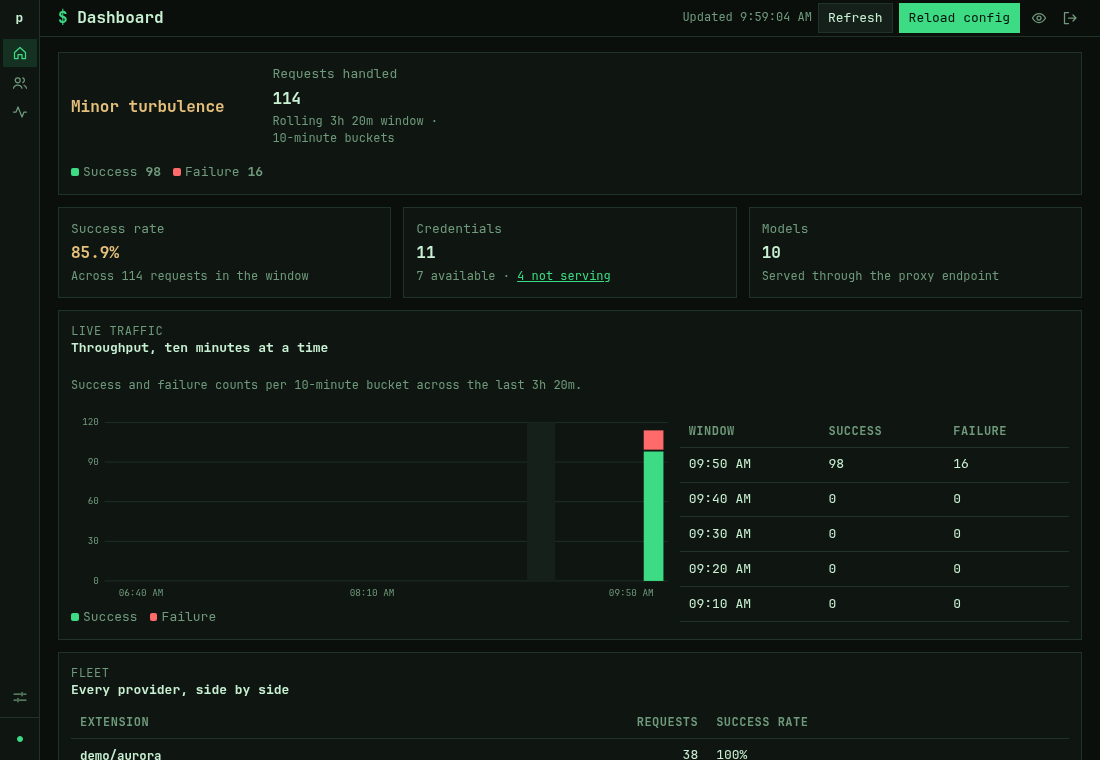 p
$ Dashboard
Updated 9:59:04 AM
Refresh
Reload config
Minor turbulence
Requests handled
114
Rolling 3h 20m window ·
10-minute buckets
Success 98
Failure 16
Success rate
85.9%
Across 114 requests in the window
Credentials
11
7 available · 4 not serving
Models
10
Served through the proxy endpoint
LIVE TRAFFIC
Throughput, ten minutes at a time
Success and failure counts per 10-minute bucket across the last 3h 20m.
120
90
60
30
0
06:40 AM
08:10 AM
09:50 AM
Success
Failure
WINDOW SUCCESS FAILURE
09:50 AM 98 16
09:40 AM 0 0
09:30 AM 0 0
09:20 AM 0 0
09:10 AM 0 0
FLEET
Every provider, side by side
EXTENSION REQUESTS SUCCESS RATE
demo/aurora 38 100%